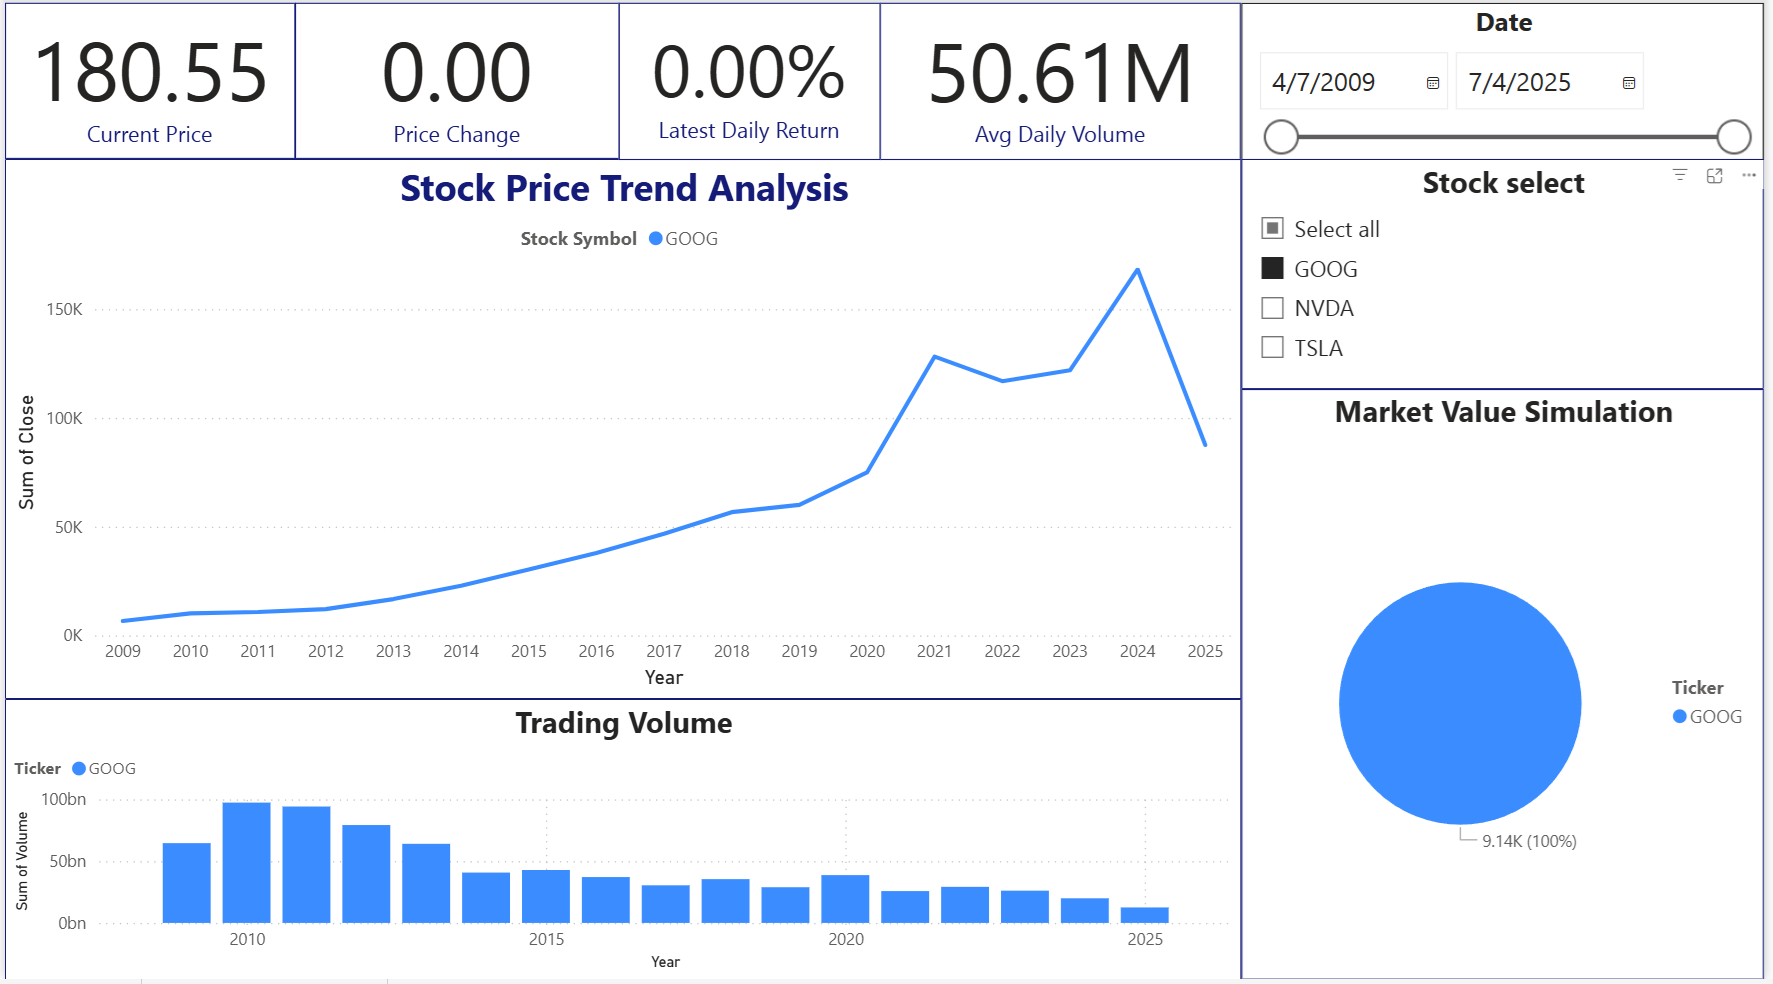 180.55
Current Price
0.00
Price Change
0.00%
Latest Daily Return
50.61M
Avg Daily Volume
Date
4/7/2009
7/4/2025
Stock Price Trend Analysis
Stock Symbol GOOG
150K
100K
50K
0K
Sum of Close
2009 2010 2011 2012 2013 2014 2015 2016 2017 2018 2019 2020 2021 2022 2023 2024 2025
Year
Stock select
Select all
GOOG
NVDA
TSLA
Market Value Simulation
Ticker
GOOG
9.14K (100%)
Trading Volume
Ticker GOOG
100bn
50bn
0bn
Sum of Volume
2010 2015 2020 2025
Year